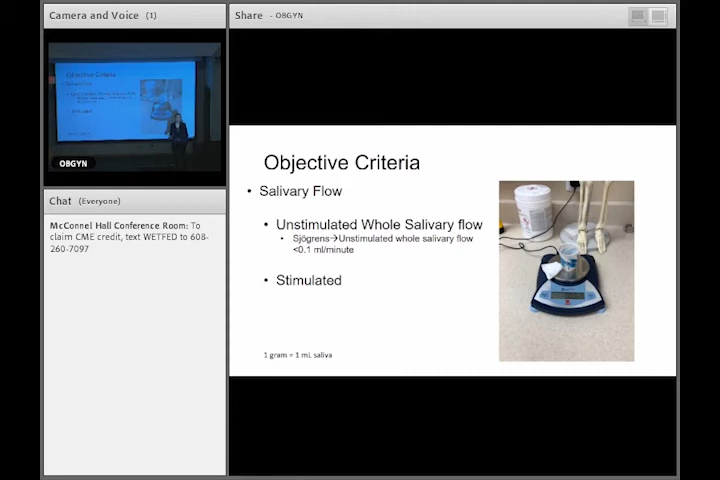 Camera and Voice (1)
Share - OBGYN
Objective Criteria
OBGYN
Chat (Everyone)
McConnel Hall Conference Room: To
claim CME credit, text WETFED to 608-
260-7097
Objective Criteria
• Salivary Flow
• Unstimulated Whole Salivary flow
• Sjögrens→Unstimulated whole salivary flow
<0.1 ml/minute
• Stimulated
1 gram = 1 mL saliva